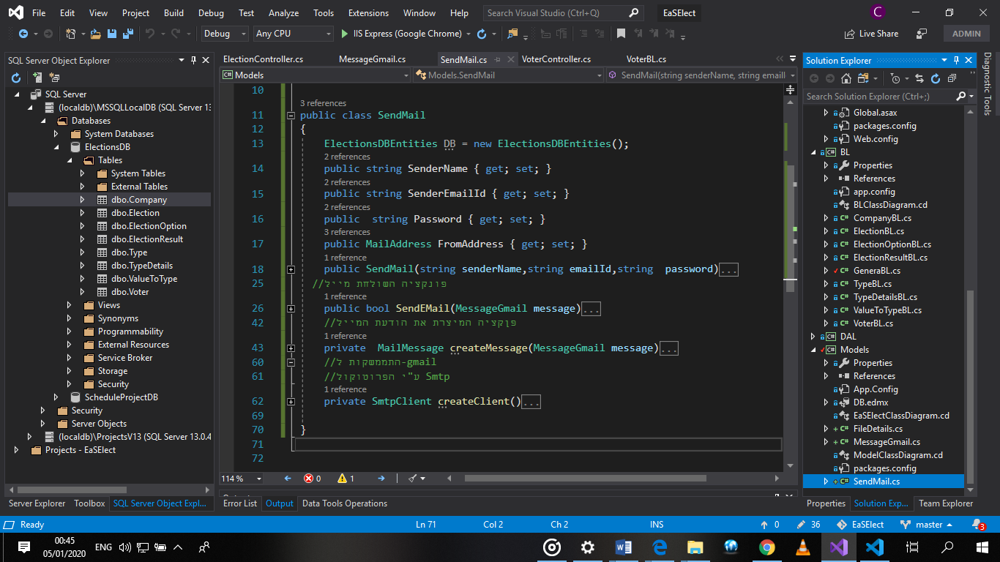 File Edit View Project Build Debug Test Analyze Tools Extensions Window Help Search Visual Studio (Ctrl+Q) EaSElect C
Debug Any CPU IIS Express (Google Chrome) Live Share ADMIN
SQL Server Object Explorer
SQL Server
(localdb)\MSSQLLocalDB (SQL Server 13
Databases
System Databases
ElectionsDB
Tables
System Tables
External Tables
dbo.Company
dbo.Election
dbo.ElectionOption
dbo.ElectionResult
dbo.Type
dbo.TypeDetails
dbo.ValueToType
dbo.Voter
Views
Synonyms
Programmability
External Resources
Service Broker
Storage
Security
ScheduleProjectDB
Security
Server Objects
(localdb)\ProjectsV13 (SQL Server 13.0.4
Projects - EaSElect
Server Explorer Toolbox SQL Server Object Expl...
ElectionController.cs MessageGmail.cs SendMail.cs VoterController.cs VoterBL.cs
Models Models.SendMail SendMail(string senderName, string emailI
10
3 references
11 public class SendMail
12 {
13 ElectionsDBEntities DB = new ElectionsDBEntities();
2 references
14 public string SenderName { get; set; }
2 references
15 public string SenderEmailId { get; set; }
2 references
16 public  string Password { get; set; }
3 references
17 public MailAddress FromAddress { get; set; }
1 reference
18 public SendMail(string senderName,string emailId,string  password)...
25 //פונקציה השולחת מייל
1 reference
26 public bool SendEMail(MessageGmail message)...
42 //פןקציה המיצרת את הודעת המייל
1 reference
43 private  MailMessage createMessage(MessageGmail message)...
60 //התממשקות ל-gmail
61 //ע"י הפרוטוקול Smtp
1 reference
62 private SmtpClient createClient()...
69
70 }
71
72
114 % 0 1
Error List Output Data Tools Operations
Solution Explorer
Search Solution Explorer (Ctrl+;)
Global.asax
packages.config
Web.config
BL
Properties
References
app.config
BLClassDiagram.cd
CompanyBL.cs
ElectionBL.cs
ElectionOptionBL.cs
ElectionResultBL.cs
GeneraBL.cs
TypeBL.cs
TypeDetailsBL.cs
ValueToTypeBL.cs
VoterBL.cs
DAL
Models
Properties
References
App.Config
DB.edmx
EaSElectClassDiagram.cd
FileDetails.cs
MessageGmail.cs
ModelClassDiagram.cd
packages.config
SendMail.cs
Properties Solution Exp... Team Explorer
Diagnostic Tools
Ready Ln 71 Col 2 Ch 2 INS 0 36 EaSElect master 3
00:45
05/01/2020
ENG